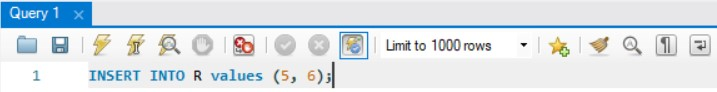 Query 1
Limit to 1000 rows
1 INSERT INTO R values (5, 6);